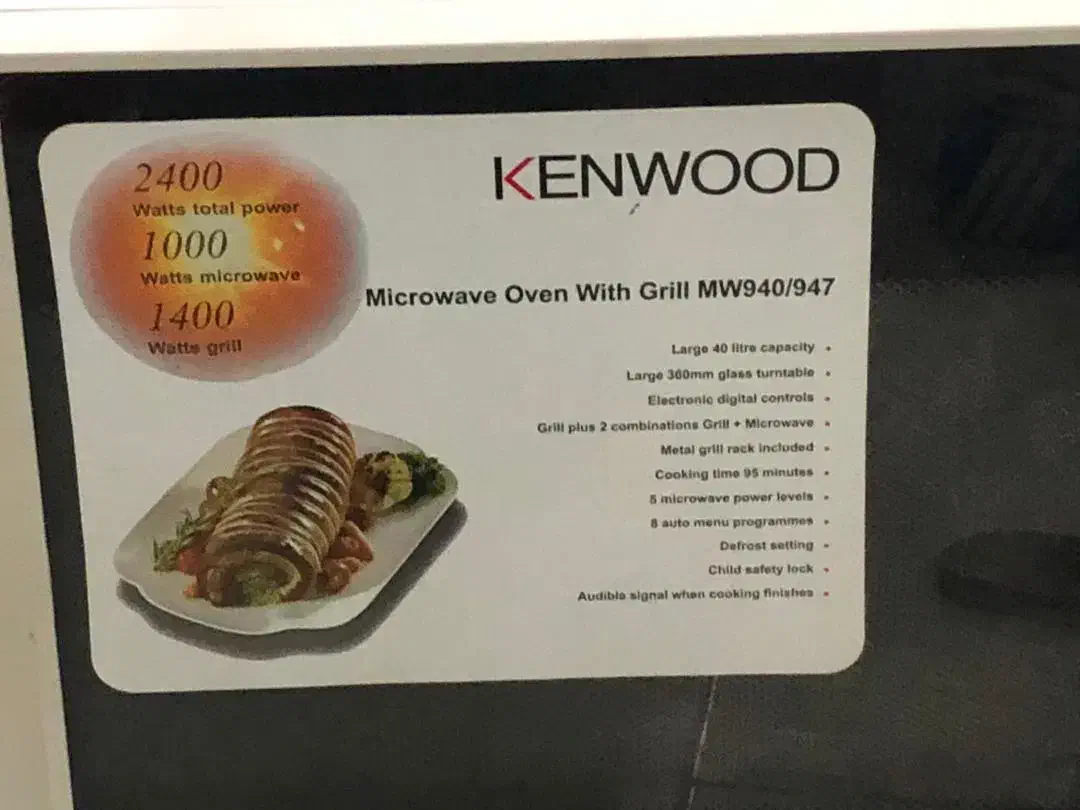 2400
Watts total power
1000
Watts microwave
1400
Watts grill
KENWOOD
Microwave Oven With Grill MW940/947
Large 40 litre capacity •
Large 360mm glass turntable •
Electronic digital controls •
Grill plus 2 combinations Grill + Microwave •
Metal grill rack included •
Cooking time 95 minutes •
5 microwave power levels •
8 auto menu programmes •
Defrost setting •
Child safety lock •
Audible signal when cooking finishes •